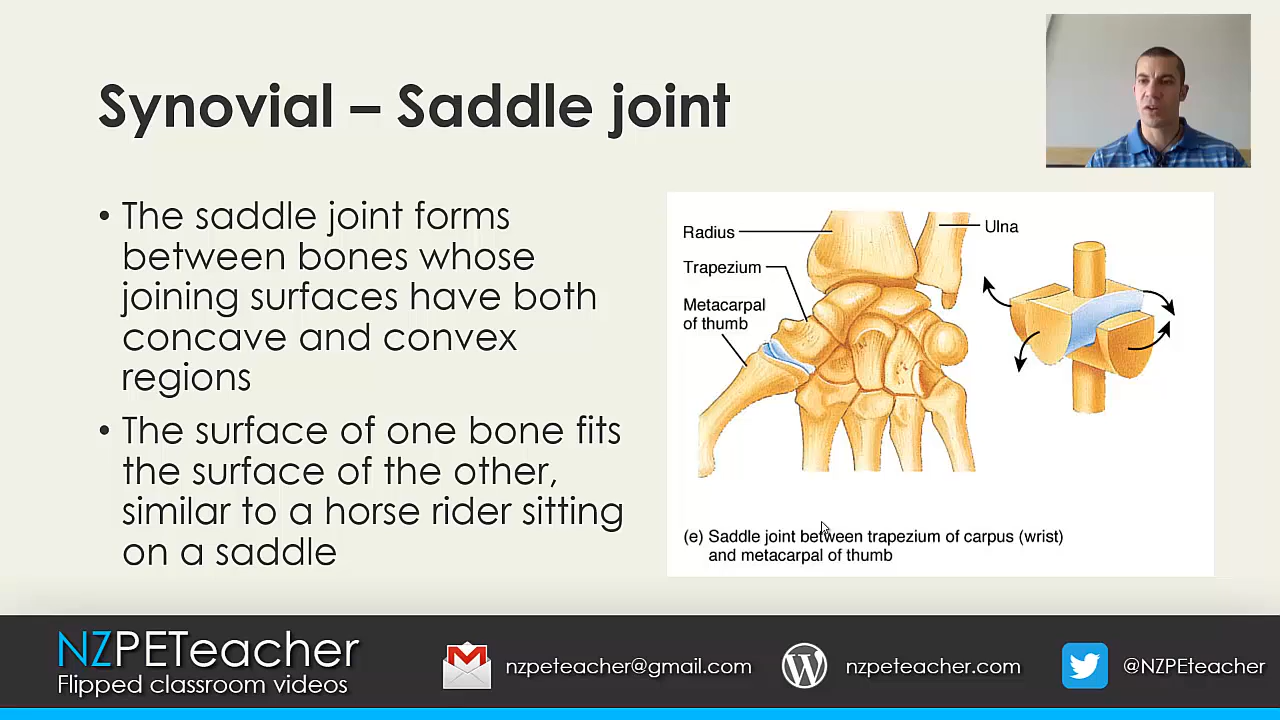 Synovial – Saddle joint
• The saddle joint forms
between bones whose
joining surfaces have both
concave and convex
regions
• The surface of one bone fits
the surface of the other,
similar to a horse rider sitting
on a saddle
Radius
Ulna
Trapezium
Metacarpal
of thumb
(e) Saddle joint between trapezium of carpus (wrist)
and metacarpal of thumb
NZPETeacher
Flipped classroom videos
nzpeteacher@gmail.com
nzpeteacher.com
@NZPEteacher